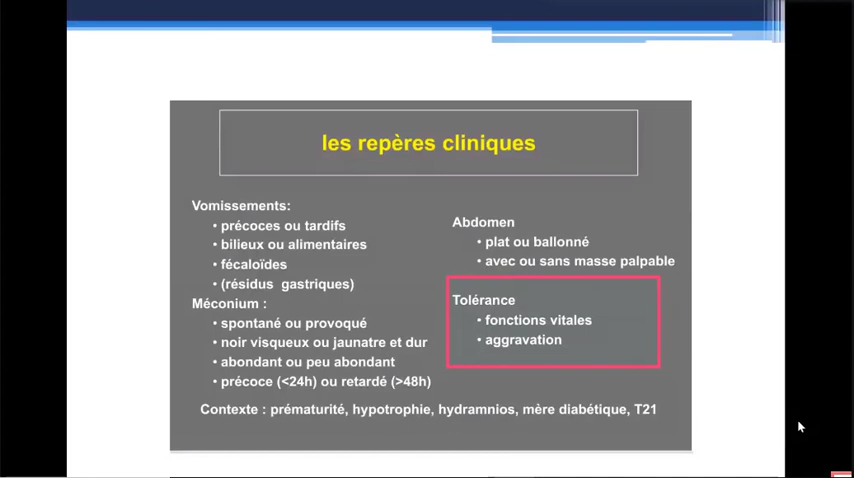 les repères cliniques
Vomissements:
• précoces ou tardifs
• bilieux ou alimentaires
• fécaloïdes
• (résidus gastriques)
Méconium :
• spontané ou provoqué
• noir visqueux ou jaunatre et dur
• abondant ou peu abondant
• précoce (<24h) ou retardé (>48h)
Abdomen
• plat ou ballonné
• avec ou sans masse palpable
Tolérance
• fonctions vitales
• aggravation
Contexte : prématurité, hypotrophie, hydramnios, mère diabétique, T21